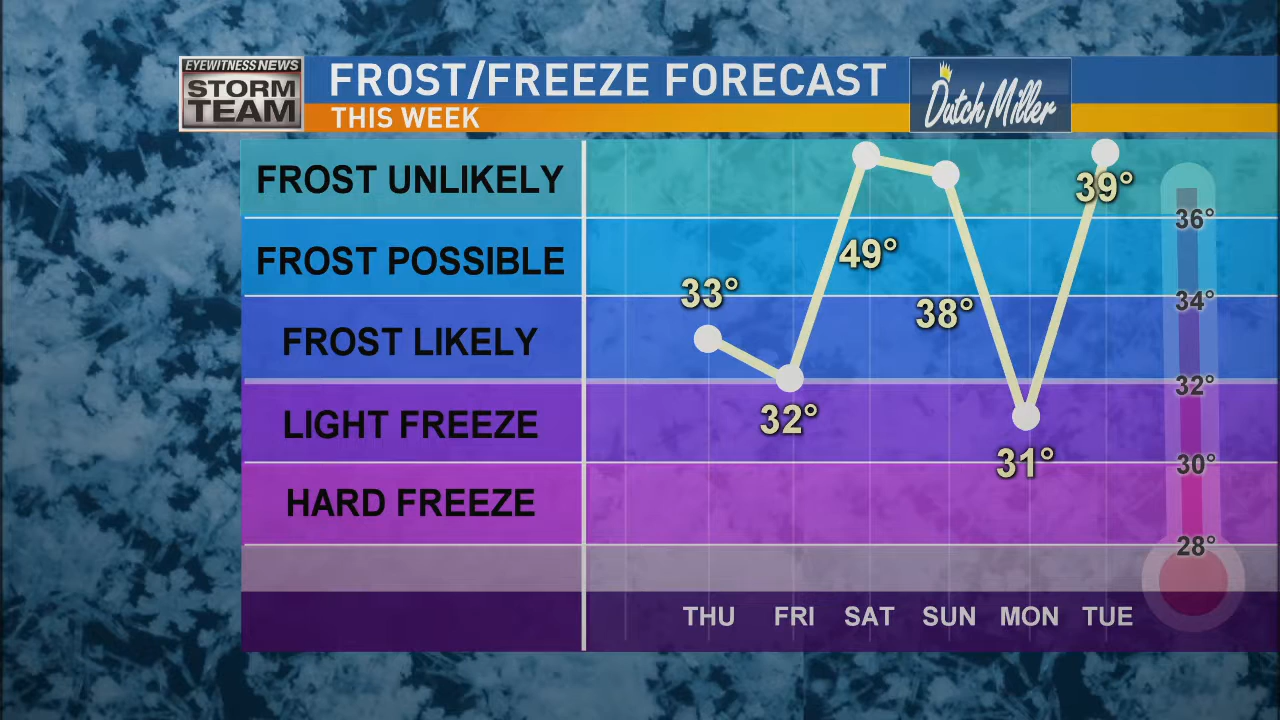 EYEWITNESS NEWS
STORM
TEAM
FROST/FREEZE FORECAST
Dutch Miller
THIS WEEK
FROST UNLIKELY
39°
36°
FROST POSSIBLE
49°
33°
38°
34°
FROST LIKELY
32°
LIGHT FREEZE
32°
31°
30°
HARD FREEZE
28°
THU FRI SAT SUN MON TUE